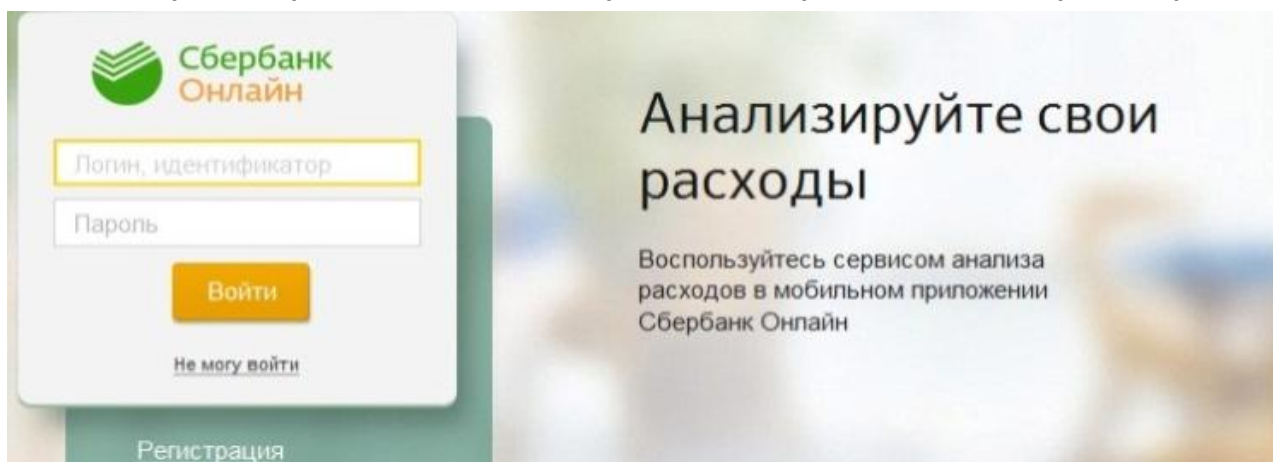 Сбербанк
Онлайн
Логин, идентификатор
Пароль
Войти
Не могу войти
Регистрация
Анализируйте свои
расходы
Воспользуйтесь сервисом анализа
расходов в мобильном приложении
Сбербанк Онлайн